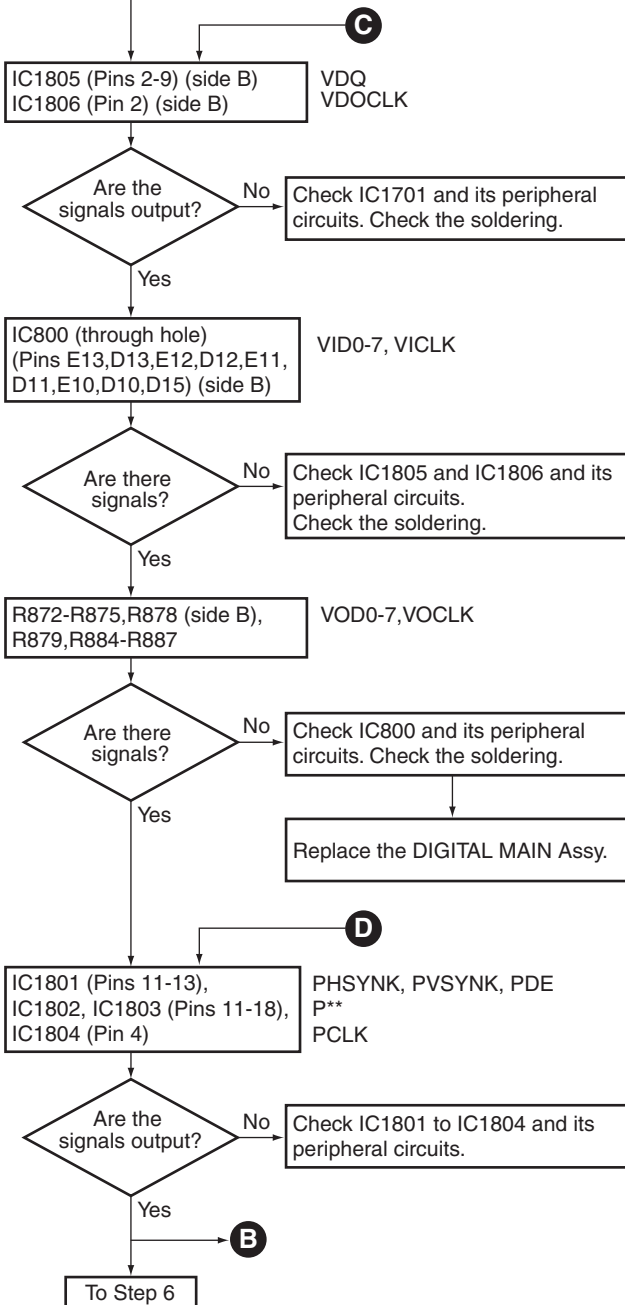 C
IC1805 (Pins 2-9) (side B)
IC1806 (Pin 2) (side B)
VDQ
VDOCLK
Are the
signals output?
No
Check IC1701 and its peripheral
circuits. Check the soldering.
Yes
IC800 (through hole)
(Pins E13,D13,E12,D12,E11,
D11,E10,D10,D15) (side B)
VID0-7, VICLK
Are there
signals?
No
Check IC1805 and IC1806 and its
peripheral circuits.
Check the soldering.
Yes
R872-R875,R878 (side B),
R879,R884-R887
VOD0-7,VOCLK
Are there
signals?
No
Check IC800 and its peripheral
circuits. Check the soldering.
Yes
Replace the DIGITAL MAIN Assy.
D
IC1801 (Pins 11-13),
IC1802, IC1803 (Pins 11-18),
IC1804 (Pin 4)
PHSYNK, PVSYNK, PDE
P**
PCLK
Are the
signals output?
No
Check IC1801 to IC1804 and its
peripheral circuits.
Yes
B
To Step 6